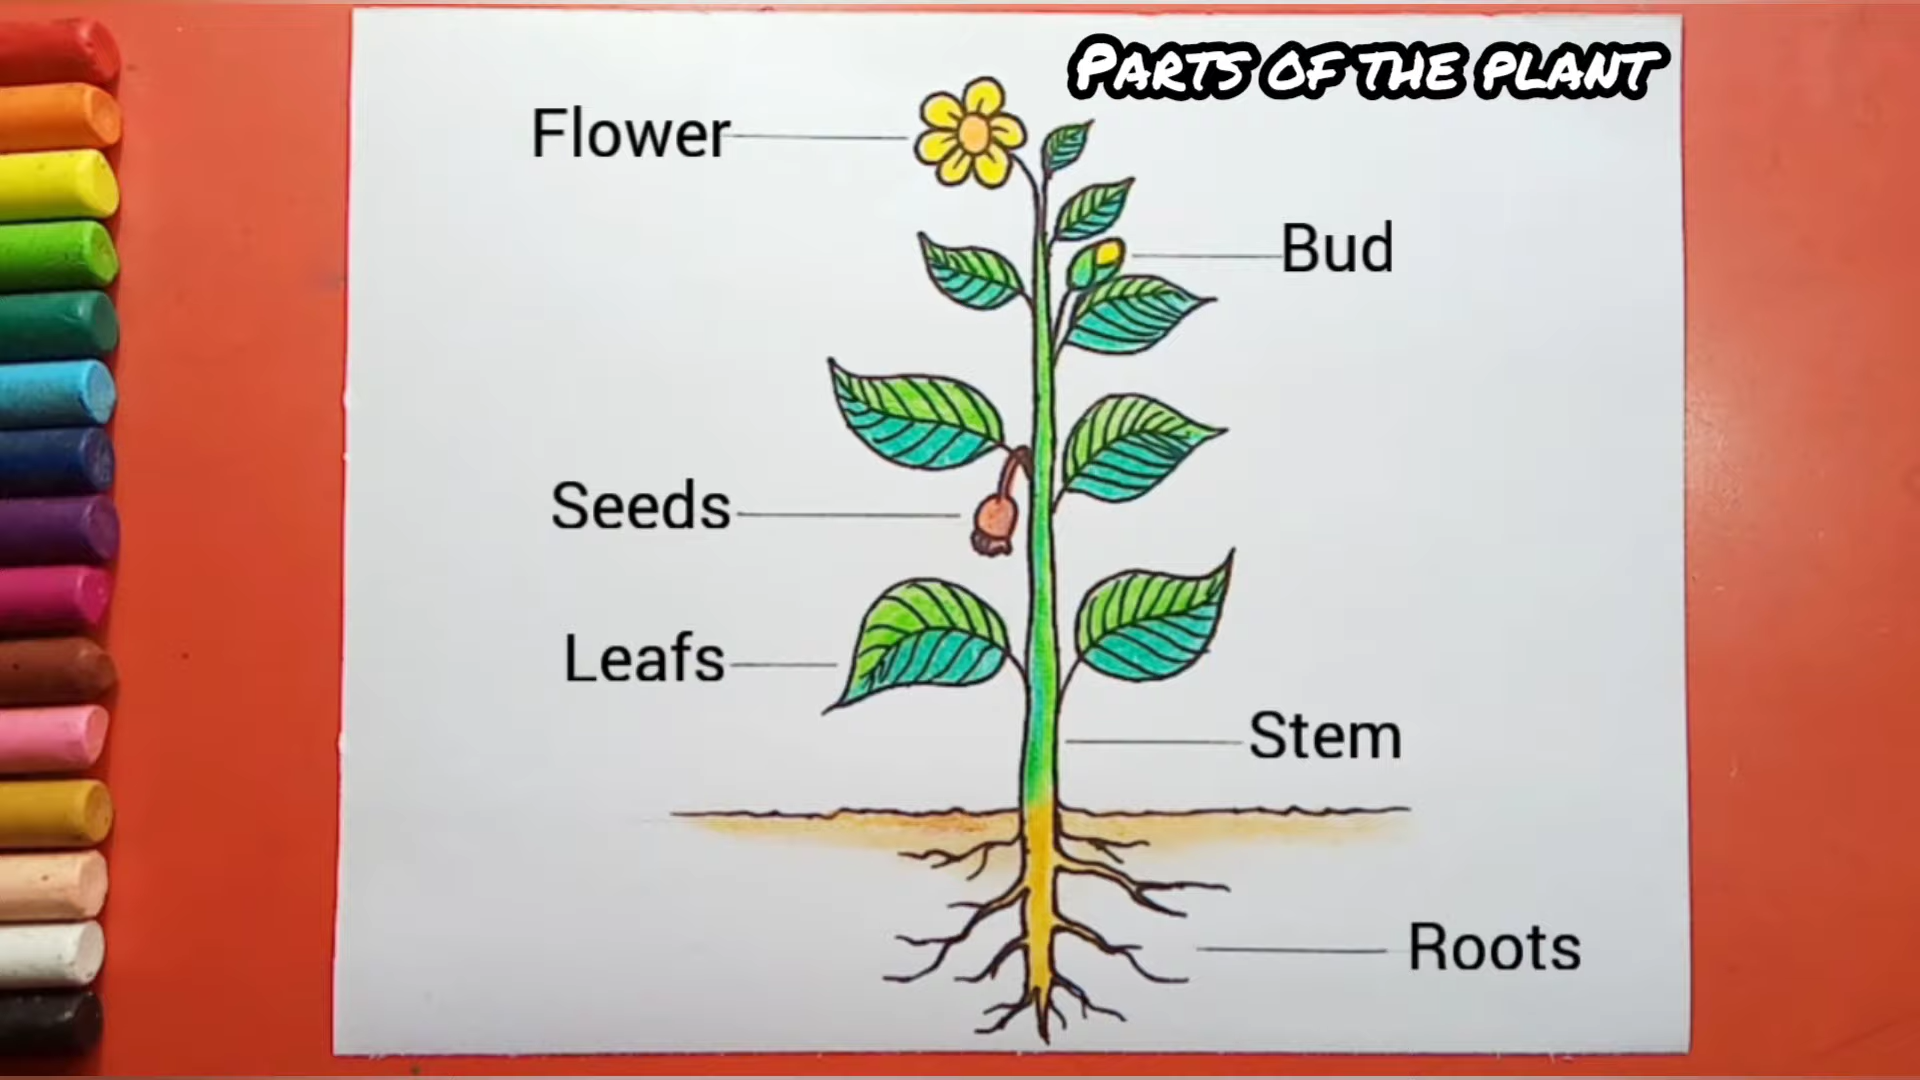 Parts of the plant
Flower
Bud
Seeds
Leafs
Stem
Roots